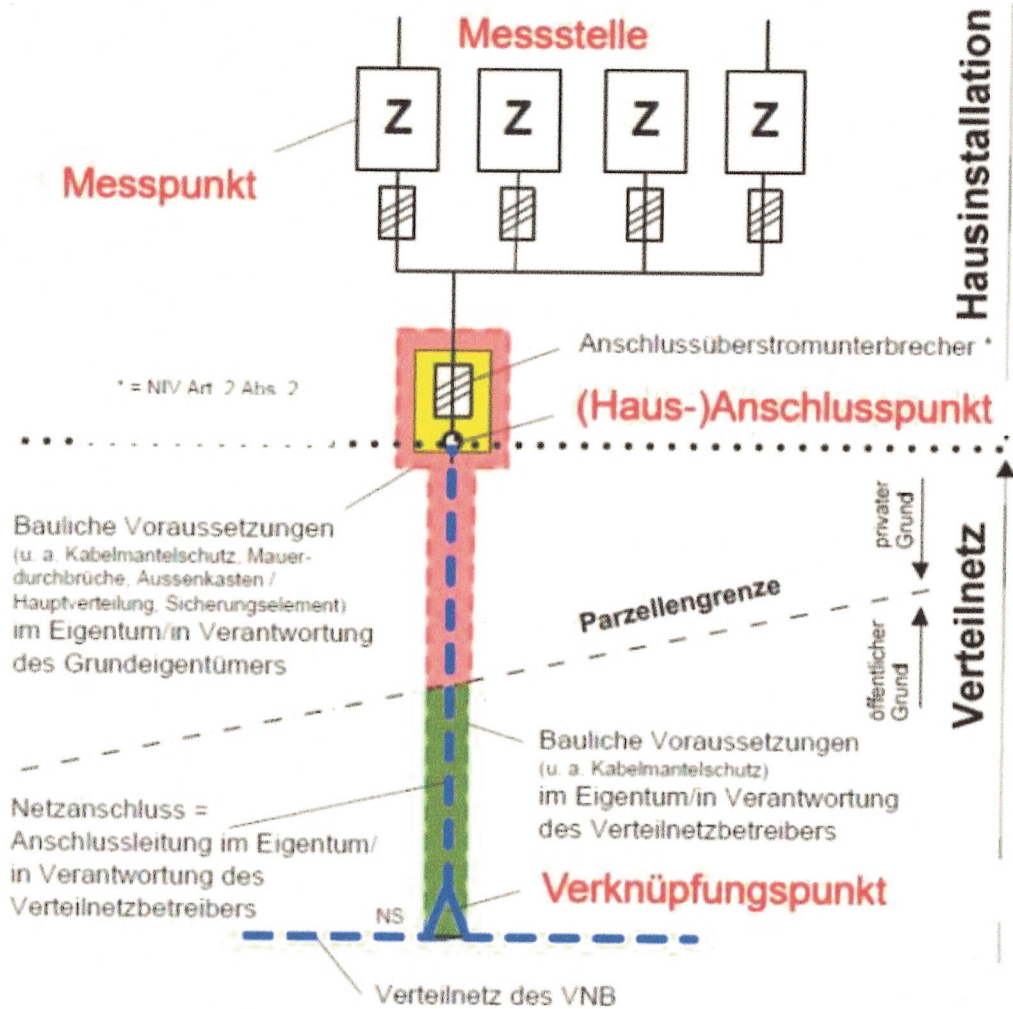 Messstelle
Z Z Z Z
Messpunkt
Hausinstallation
Anschlussüberstromunterbrecher *
* = NIV Art. 2 Abs. 2
(Haus-)Anschlusspunkt
Bauliche Voraussetzungen
(u. a. Kabelmantelschutz, Mauer-
durchbrüche, Aussenkasten /
Hauptverteilung, Sicherungselement)
im Eigentum/in Verantwortung
des Grundeigentümers
privater
Grund
Parzellengrenze
öffentlicher
Grund
Verteilnetz
Bauliche Voraussetzungen
(u. a. Kabelmantelschutz)
im Eigentum/in Verantwortung
des Verteilnetzbetreibers
Netzanschluss =
Anschlussleitung im Eigentum/
in Verantwortung des
Verteilnetzbetreibers
Verknüpfungspunkt
NS
Verteilnetz des VNB